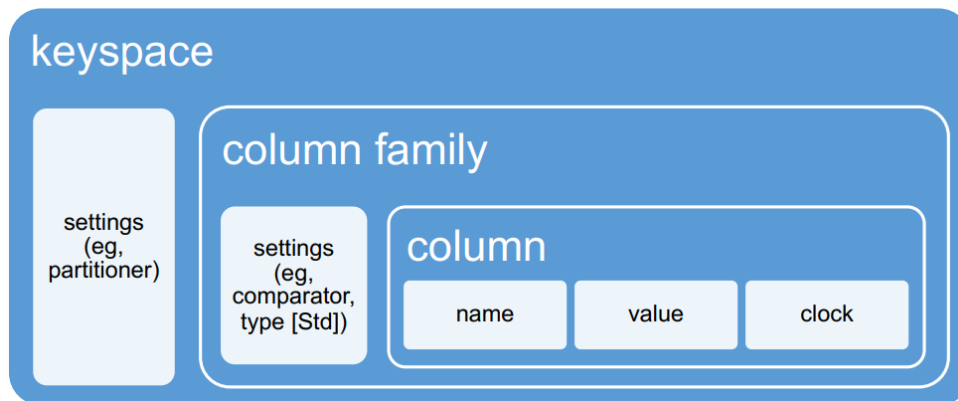 keyspace
settings
(eg,
partitioner)
column family
settings
(eg,
comparator,
type [Std])
column
name
value
clock